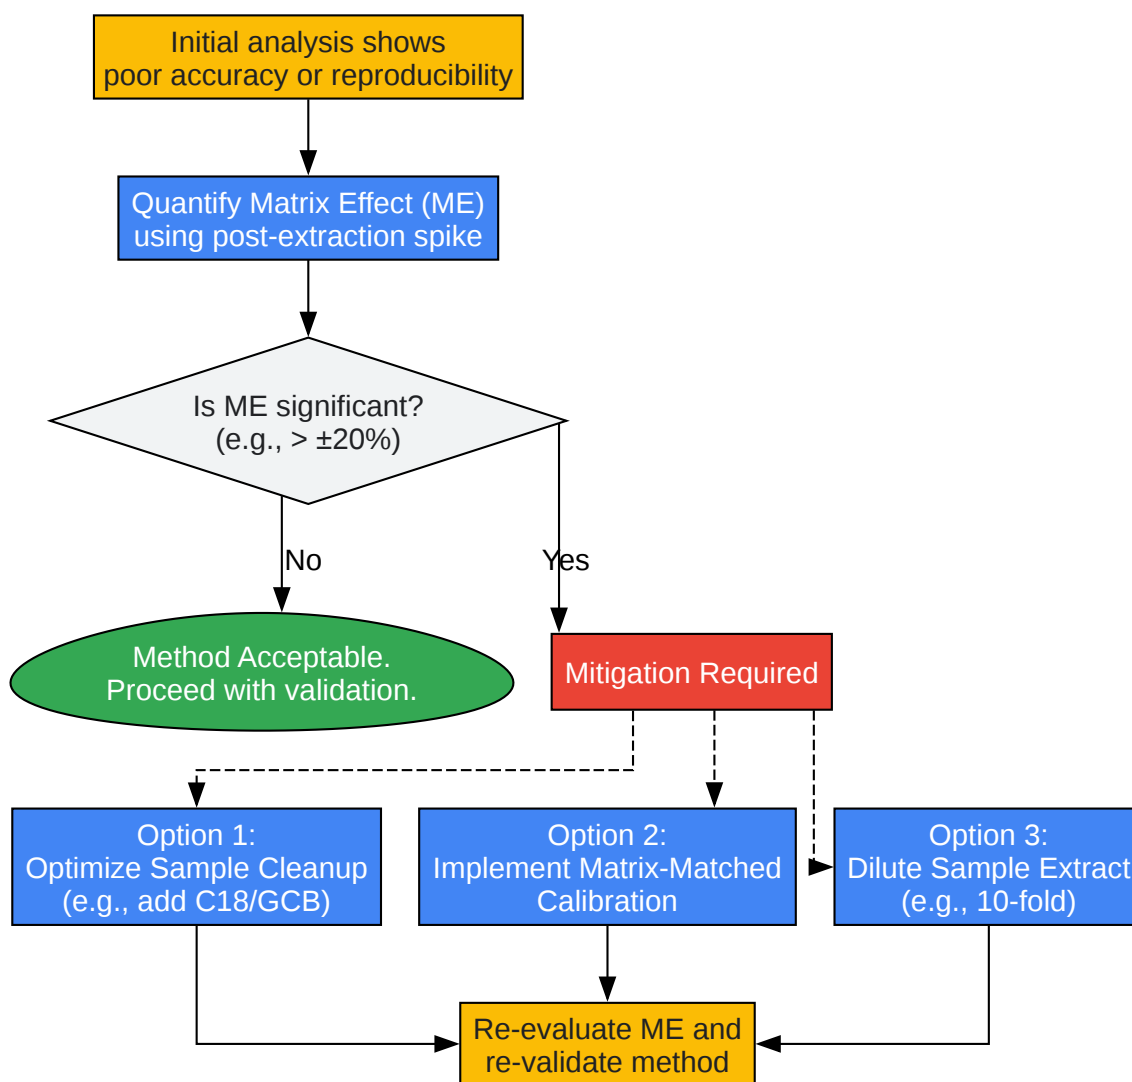 Initial analysis shows
poor accuracy or reproducibility
Quantify Matrix Effect (ME)
using post-extraction spike
Is ME significant?
(e.g., > ±20%)
No
Yes
Method Acceptable.
Proceed with validation.
Mitigation Required
Option 1:
Optimize Sample Cleanup
(e.g., add C18/GCB)
Option 2:
Implement Matrix-Matched
Calibration
Option 3:
Dilute Sample Extract
(e.g., 10-fold)
Re-evaluate ME and
re-validate method